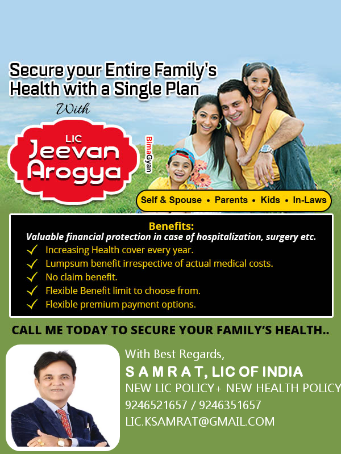 Secure your Entire Family's
Health with a Single Plan
With
LIC
Jeevan
Arogya
BimaGyan
Self & Spouse • Parents • Kids • In-Laws
Benefits:
Valuable financial protection in case of hospitalization, surgery etc.
Increasing Health cover every year.
Lumpsum benefit irrespective of actual medical costs.
No claim benefit.
Flexible Benefit limit to choose from.
Flexible premium payment options.
CALL ME TODAY TO SECURE YOUR FAMILY'S HEALTH..
With Best Regards,
S A M R A T, LIC OF INDIA
NEW LIC POLICY+ NEW HEALTH POLICY
9246521657 / 9246351657
LIC.KSAMRAT@GMAIL.COM